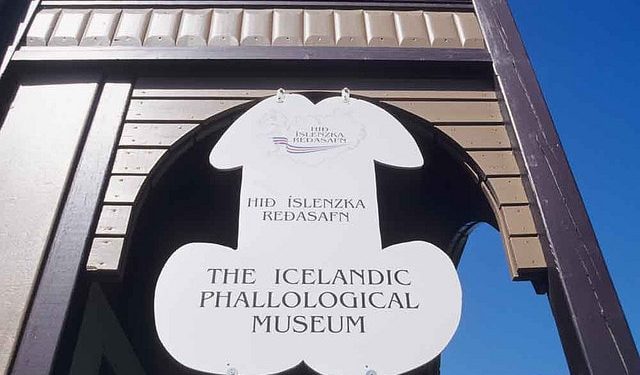 HIÐ
ÍSLENZKA
REÐASAFN
HIÐ ÍSLENZKA
REÐASAFN
THE ICELANDIC
PHALLOLOGICAL
MUSEUM